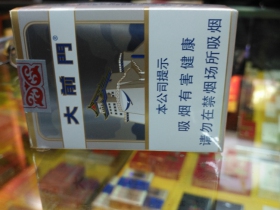 大前門
本公司提示
吸烟有害健康
请勿在禁烟场所吸烟